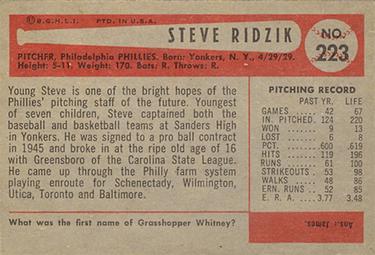 © B.G.H.L.I. PTD. IN U.S.A.
STEVE RIDZIK
NO. 223
PITCHER, Philadelphia PHILLIES. Born: Yonkers, N. Y., 4/29/29.
Height: 5-11. Weight: 170. Bats: R. Throws: R.
Young Steve is one of the bright hopes of the
Phillies' pitching staff of the future. Youngest
of seven children, Steve captained both the
baseball and basketball teams at Sanders High
in Yonkers. He was signed to a pro ball contract
in 1945 and broke in at the ripe old age of 16
with Greensboro of the Carolina State League.
He came up through the Philly farm system
playing enroute for Schenectady, Wilmington,
Utica, Toronto and Baltimore.
PITCHING RECORD
PAST YR. LIFE
GAMES 42 67
IN. PITCHED 124 220
WON 9 13
LOST 6 8
PCT. .600 .619
HITS 119 196
RUNS 61 100
STRIKEOUTS 53 98
WALKS 48 86
ERN. RUNS 52 85
E. R. A. 3.77 3.48
What was the first name of Grasshopper Whitney?
Ans.: James.